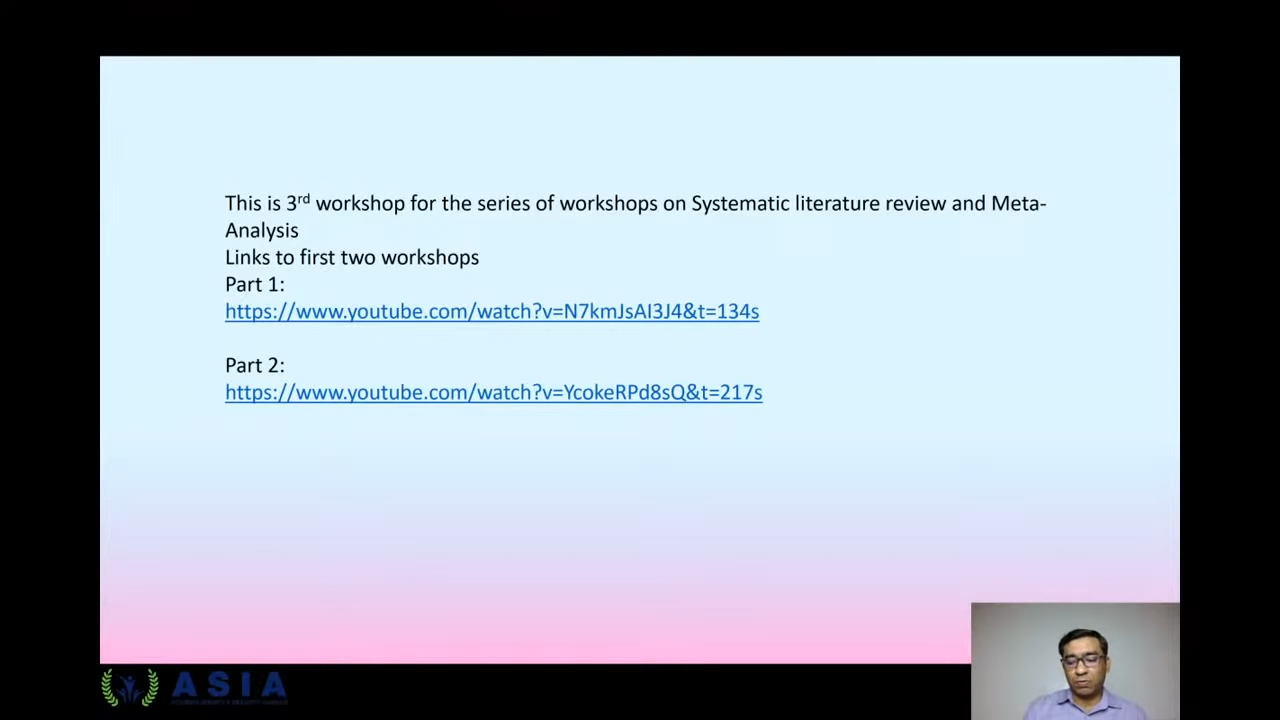 This is 3rd workshop for the series of workshops on Systematic literature review and Meta-
Analysis
Links to first two workshops
Part 1:
https://www.youtube.com/watch?v=N7kmJsAI3J4&t=134s
Part 2:
https://www.youtube.com/watch?v=YcokeRPd8sQ&t=217s
ASIA